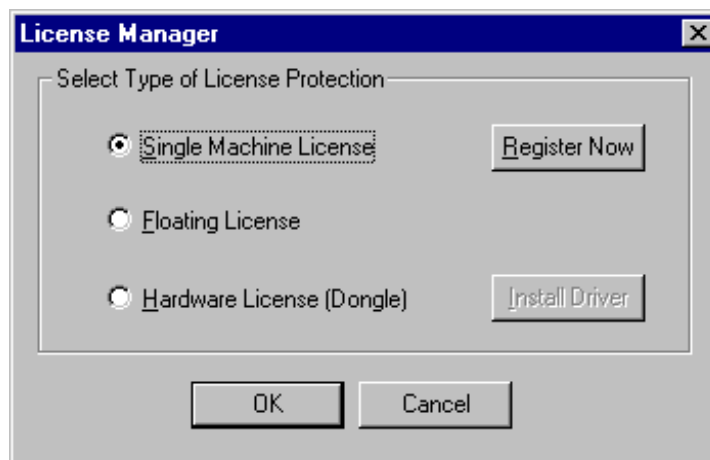 License Manager
Select Type of License Protection
Single Machine License
Register Now
Floating License
Hardware License (Dongle)
Install Driver
OK
Cancel